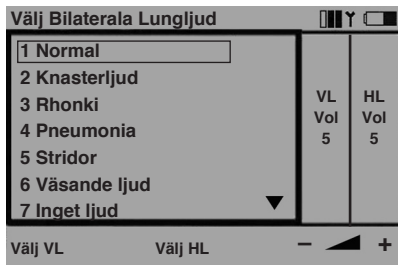 Välj Bilaterala Lungljud
1 Normal
2 Knasterljud
3 Rhonki
4 Pneumonia
5 Stridor
6 Väsande ljud
7 Inget ljud
VL
Vol
5
HL
Vol
5
Välj VL
Välj HL
− +